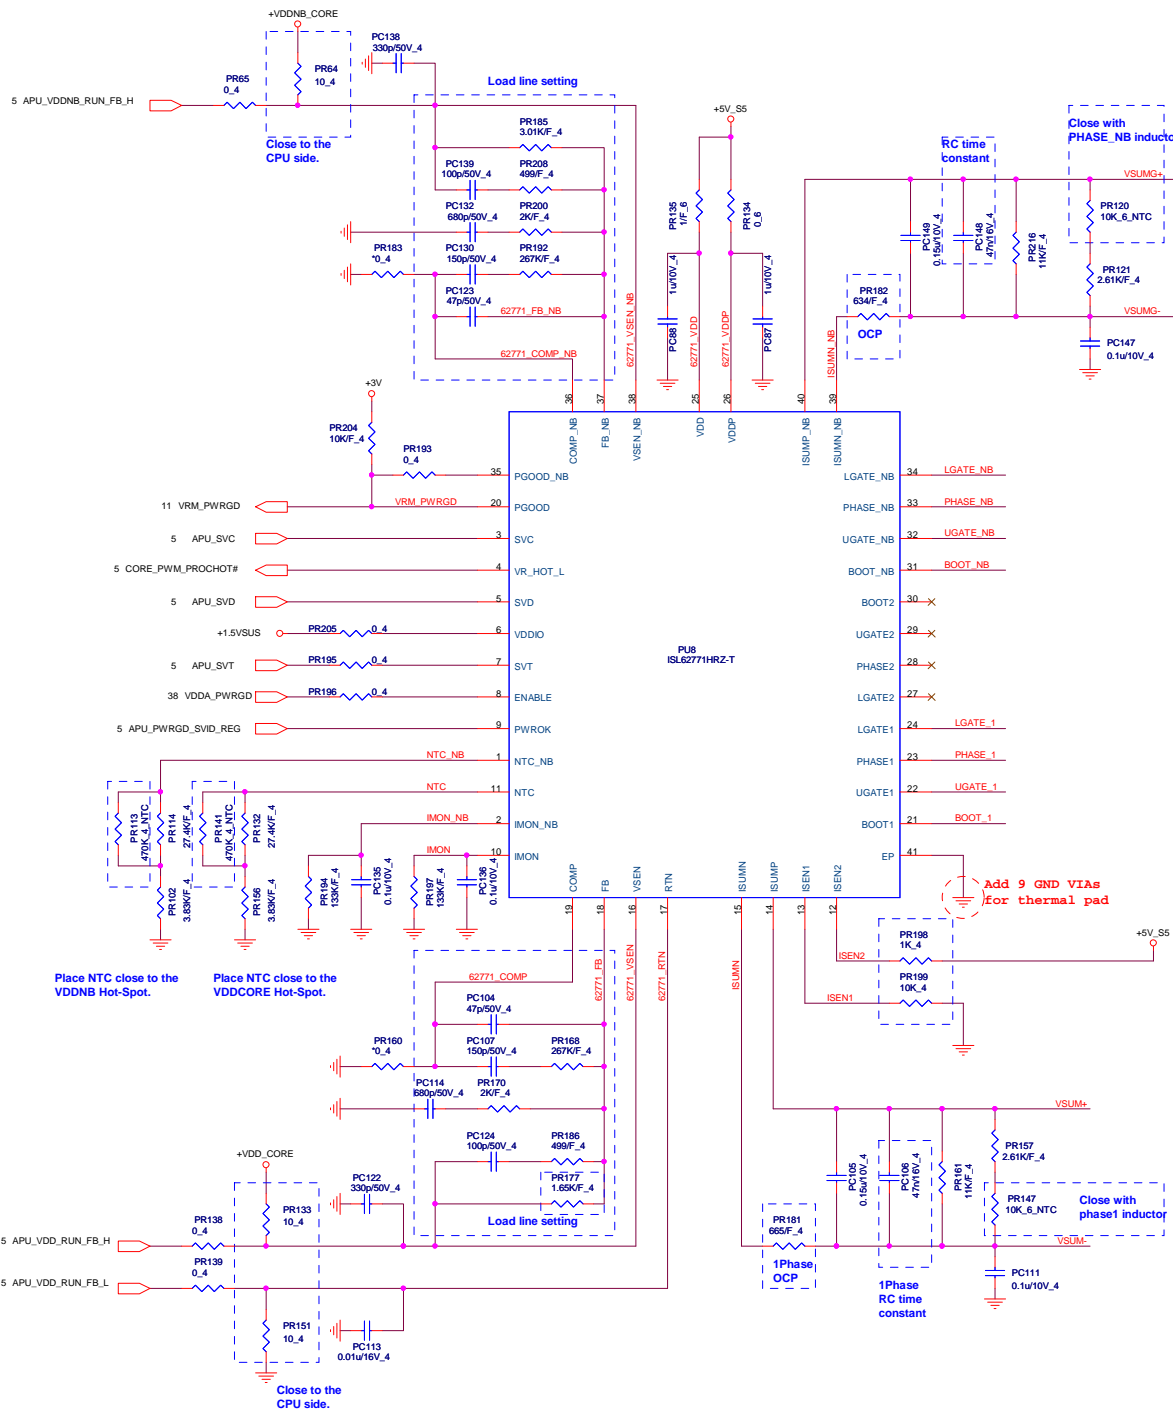 +VDDNB_CORE
PC138
330p/50V_4
PR64
10_4
PR65
0_4
5 APU_VDDNB_RUN_FB_H
Close to the
CPU side.
Load line setting
PR185
3.01K/F_4
PC139
100p/50V_4
PR208
499/F_4
PC132
680p/50V_4
PR200
2K/F_4
PR183
*0_4
PC130
150p/50V_4
PR192
267K/F_4
PC123
47p/50V_4
62771_FB_NB
62771_COMP_NB
62771_VSEN_NB
+5V_S5
PR135
1/F_6
PR134
0_6
1u/10V_4
PC88
62771_VDD
62771_VDDP
1u/10V_4
PC87
RC time
constant
Close with
PHASE_NB inducto
VSUMG+
PC149
0.15u/10V_4
PC148
47n/16V_4
PR216
11K/F_4
PR120
10K_6_NTC
PR121
2.61K/F_4
PR182
634/F_4
OCP
VSUMG-
ISUMN_NB
PC147
0.1u/10V_4
+3V
PR204
10K/F_4
PR193
0_4
36
37
38
25
26
40
39
COMP_NB
FB_NB
VSEN_NB
VDD
VDDP
ISUMP_NB
ISUMN_NB
35 PGOOD_NB
LGATE_NB 34 LGATE_NB
11 VRM_PWRGD
VRM_PWRGD 20 PGOOD
PHASE_NB 33 PHASE_NB
5 APU_SVC
3 SVC
UGATE_NB 32 UGATE_NB
5 CORE_PWM_PROCHOT#
4 VR_HOT_L
BOOT_NB 31 BOOT_NB
5 APU_SVD
5 SVD
BOOT2 30
+1.5VSUS
PR205 0_4
6 VDDIO
UGATE2 29
PU8
ISL62771HRZ-T
5 APU_SVT
PR195 0_4
7 SVT
PHASE2 28
38 VDDA_PWRGD
PR196 0_4
8 ENABLE
LGATE2 27
5 APU_PWRGD_SVID_REG
9 PWROK
LGATE1 24 LGATE_1
NTC_NB 1 NTC_NB
PHASE1 23 PHASE_1
NTC 11 NTC
UGATE1 22 UGATE_1
IMON_NB 2 IMON_NB
BOOT1 21 BOOT_1
IMON 10 IMON
EP 41
PR113
470K_4_NTC
PR114
27.4K/F_4
PR141
470K_4_NTC
PR132
27.4K/F_4
PR102
3.83K/F_4
PR156
3.83K/F_4
PR194
133K/F_4
PC135
0.1u/10V_4
PR197
133K/F_4
PC136
0.1u/10V_4
COMP
FB
VSEN
RTN
ISUMN
ISUMP
ISEN1
ISEN2
19
18
16
17
15
14
13
12
Add 9 GND VIAs
for thermal pad
Place NTC close to the
VDDNB Hot-Spot.
Place NTC close to the
VDDCORE Hot-Spot.
PR198
1K_4
+5V_S5
ISEN2
PR199
10K_4
ISEN1
62771_COMP
62771_FB
62771_VSEN
62771_RTN
ISUMN
PC104
47p/50V_4
PR160
*0_4
PC107
150p/50V_4
PR168
267K/F_4
PC114
680p/50V_4
PR170
2K/F_4
PC124
100p/50V_4
PR186
499/F_4
PR177
1.65K/F_4
Load line setting
+VDD_CORE
PC122
330p/50V_4
PR133
10_4
PR138
0_4
5 APU_VDD_RUN_FB_H
PR139
0_4
5 APU_VDD_RUN_FB_L
PR151
10_4
PC113
0.01u/16V_4
Close to the
CPU side.
VSUM+
PC105
0.15u/10V_4
PC106
47n/16V_4
PR161
11K/F_4
PR157
2.61K/F_4
PR147
10K_6_NTC
Close with
phase1 inductor
PR181
665/F_4
VSUM-
1Phase
OCP
1Phase
RC time
constant
PC111
0.1u/10V_4